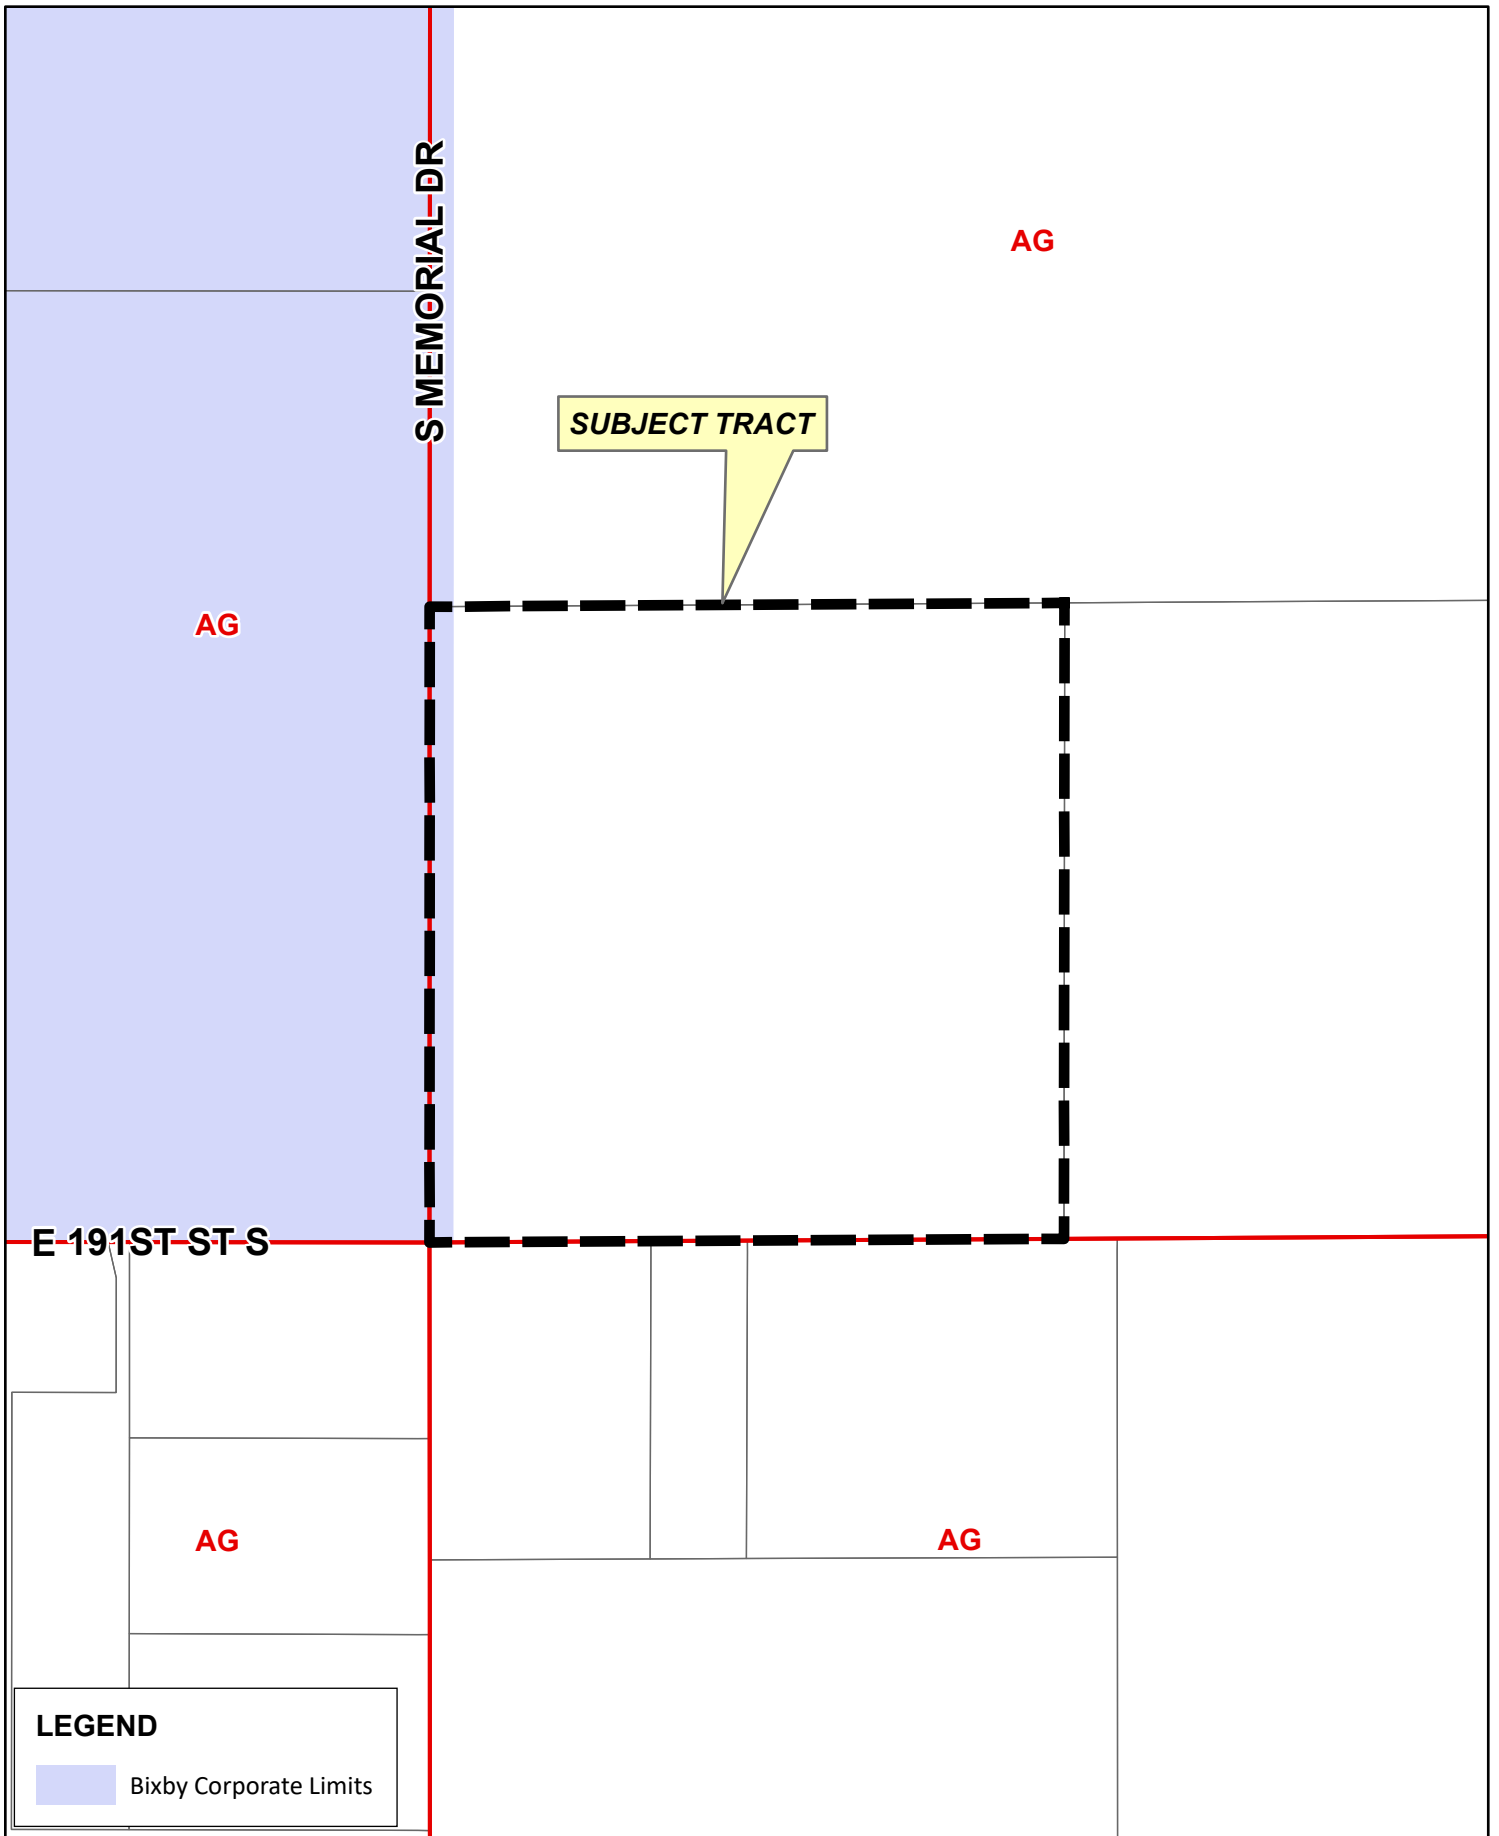 S MEMORIAL DR
AG
SUBJECT TRACT
AG
E 191ST ST S
AG
AG
LEGEND
Bixby Corporate Limits